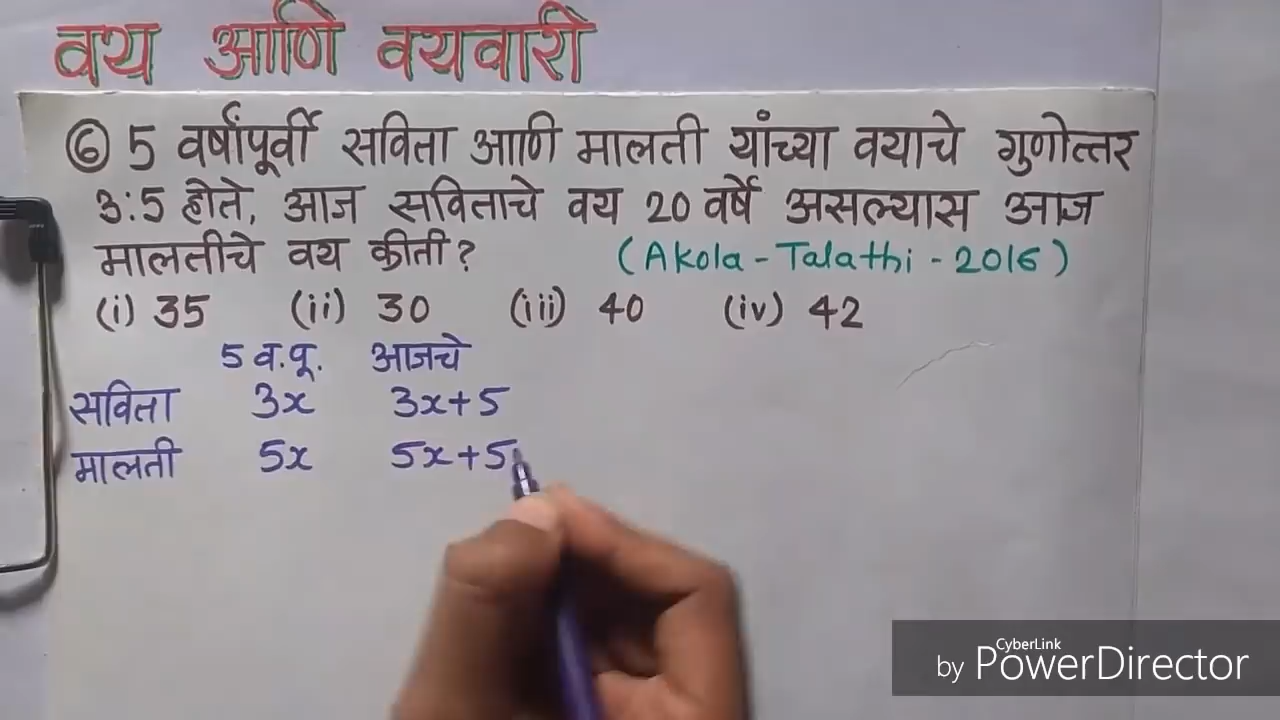 वय आणि वयवारी
⑥ 5 वर्षांपूर्वी सविता आणि मालती यांच्या वयाचे गुणोत्तर
3:5 होते, आज सविताचे वय 20 वर्षे असल्यास आज
मालतीचे वय कीती? (Akola-Talathi-2016)
(i) 35 (ii) 30 (iii) 40 (iv) 42
5 व.पू. आजचे
सविता 3x 3x+5
मालती 5x 5x+5
CyberLink
by PowerDirector